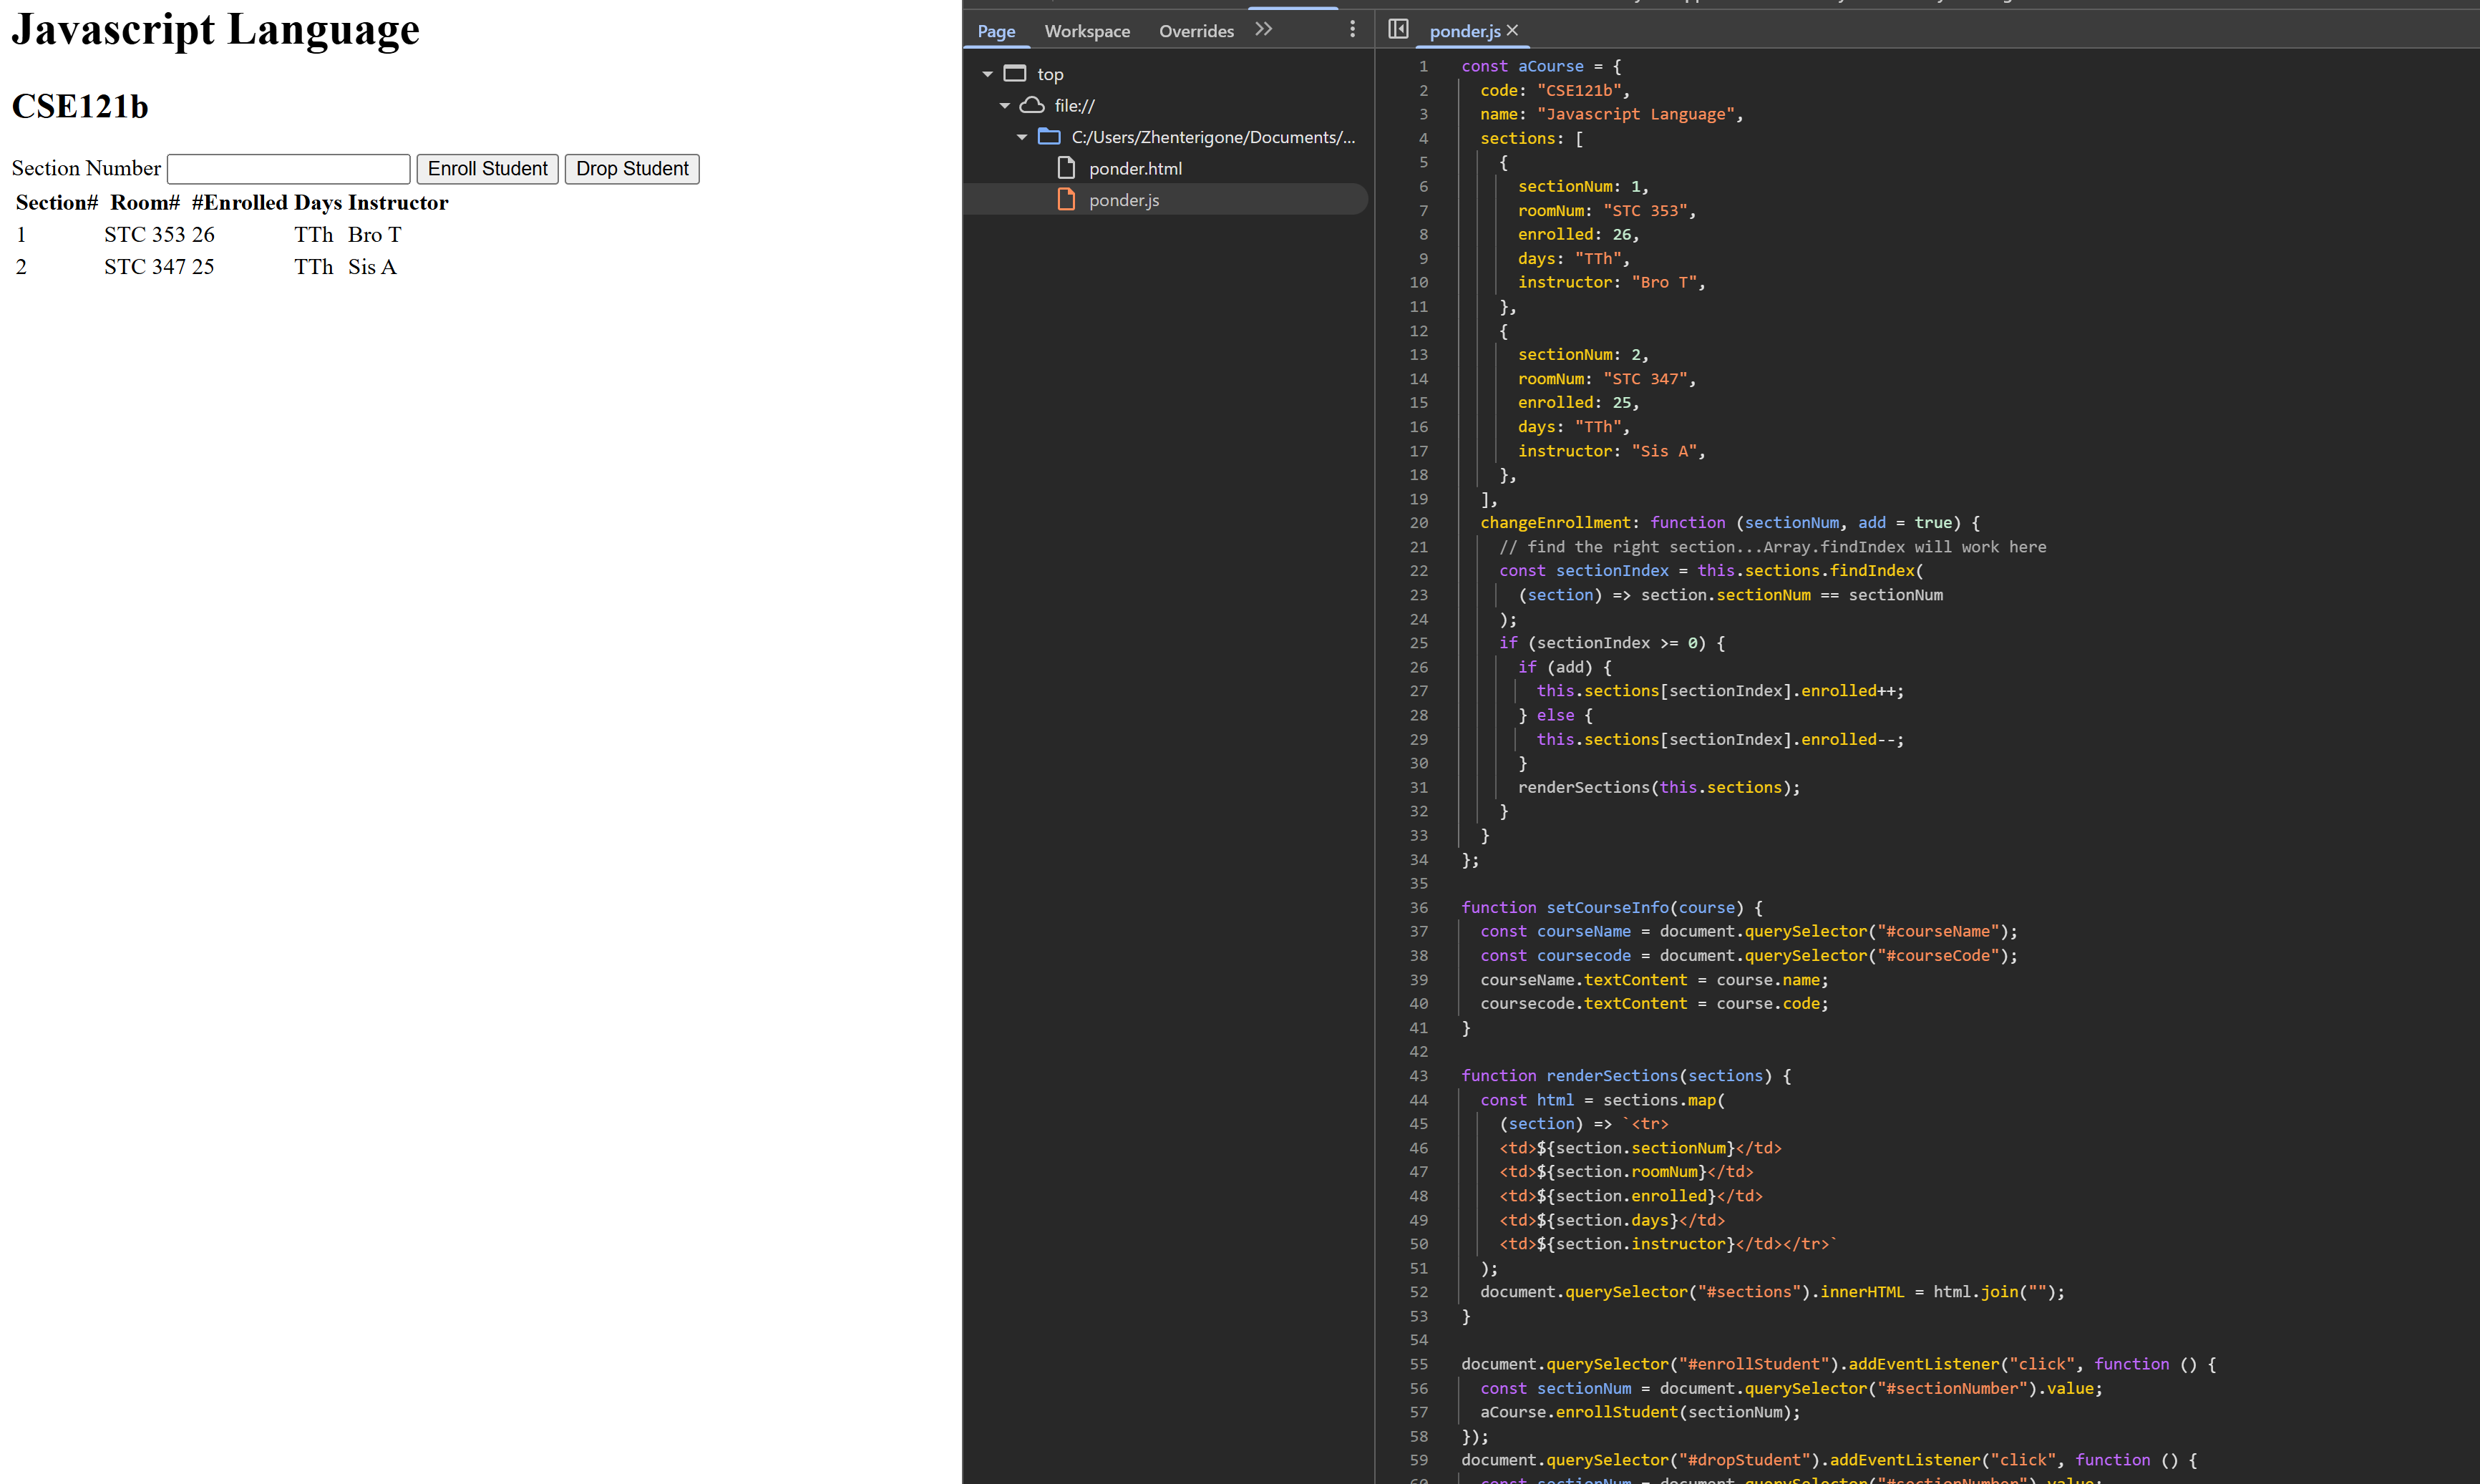 Javascript Language
CSE121b
Section Number Enroll Student Drop Student
Section# Room# #Enrolled Days Instructor
1 STC 353 26 TTh Bro T
2 STC 347 25 TTh Sis A
Page Workspace Overrides
top
file://
C:/Users/Zhenterigone/Documents/...
ponder.html
ponder.js
ponder.js
1 const aCourse = {
2 code: "CSE121b",
3 name: "Javascript Language",
4 sections: [
5 {
6 sectionNum: 1,
7 roomNum: "STC 353",
8 enrolled: 26,
9 days: "TTh",
10 instructor: "Bro T",
11 },
12 {
13 sectionNum: 2,
14 roomNum: "STC 347",
15 enrolled: 25,
16 days: "TTh",
17 instructor: "Sis A",
18 },
19 ],
20 changeEnrollment: function (sectionNum, add = true) {
21 // find the right section...Array.findIndex will work here
22 const sectionIndex = this.sections.findIndex(
23 (section) => section.sectionNum == sectionNum
24 );
25 if (sectionIndex >= 0) {
26 if (add) {
27 this.sections[sectionIndex].enrolled++;
28 } else {
29 this.sections[sectionIndex].enrolled--;
30 }
31 renderSections(this.sections);
32 }
33 }
34 };
35
36 function setCourseInfo(course) {
37 const courseName = document.querySelector("#courseName");
38 const coursecode = document.querySelector("#courseCode");
39 courseName.textContent = course.name;
40 coursecode.textContent = course.code;
41 }
42
43 function renderSections(sections) {
44 const html = sections.map(
45 (section) => `<tr>
46 <td>${section.sectionNum}</td>
47 <td>${section.roomNum}</td>
48 <td>${section.enrolled}</td>
49 <td>${section.days}</td>
50 <td>${section.instructor}</td></tr>`
51 );
52 document.querySelector("#sections").innerHTML = html.join("");
53 }
54
55 document.querySelector("#enrollStudent").addEventListener("click", function () {
56 const sectionNum = document.querySelector("#sectionNumber").value;
57 aCourse.enrollStudent(sectionNum);
58 });
59 document.querySelector("#dropStudent").addEventListener("click", function () {
60 const sectionNum = document.querySelector("#sectionNumber").value;